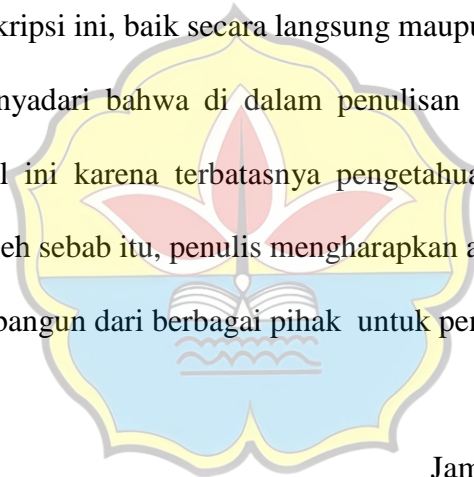 kripsi ini, baik secara langsung maupu
nyadari bahwa di dalam penulisan
l ini karena terbatasnya pengetahua
eh sebab itu, penulis mengharapkan a
bangun dari berbagai pihak untuk per
Jam